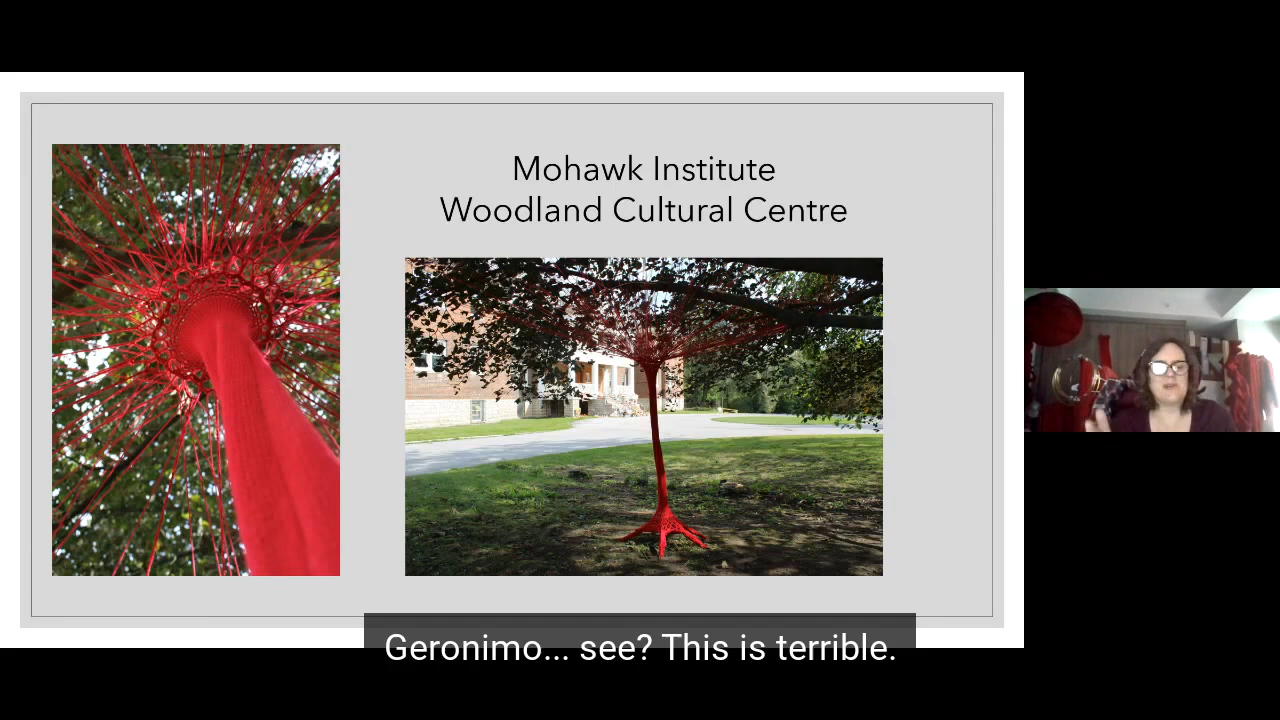 Mohawk Institute
Woodland Cultural Centre
Geronimo... see? This is terrible.